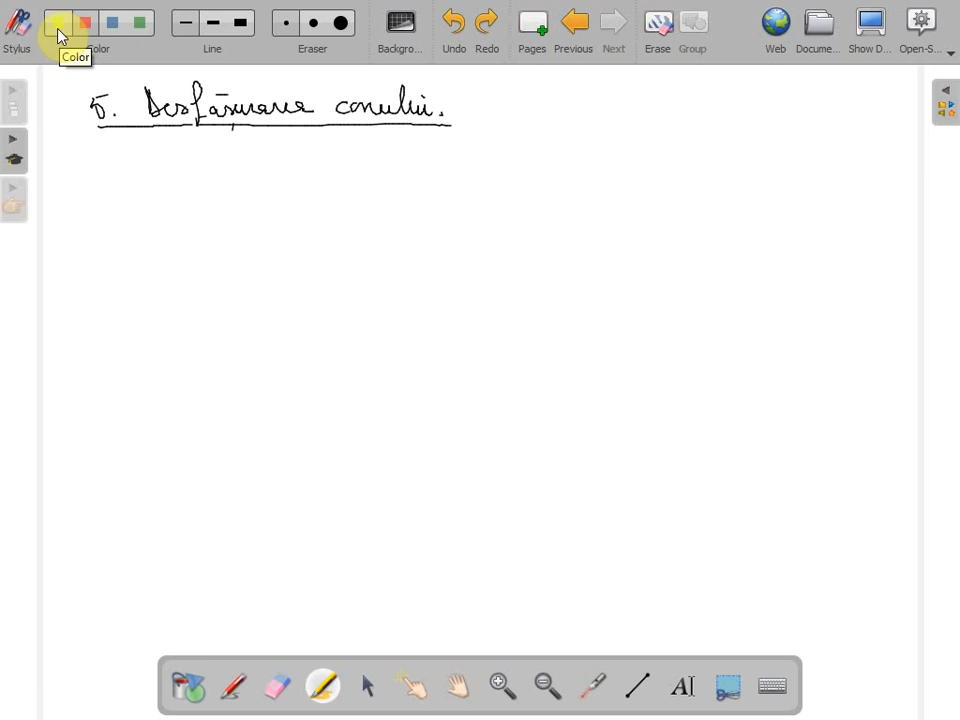 Stylus Color Line Eraser Backgro... Undo Redo Pages Previous Next Erase Group Web Docume... Show D... Open-S...
Color
5. Desfășurarea conului.